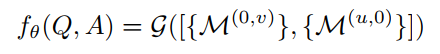 f_θ(Q, A) = 𝒢([{ℳ^(0,v)}, {ℳ^(u,0)}])